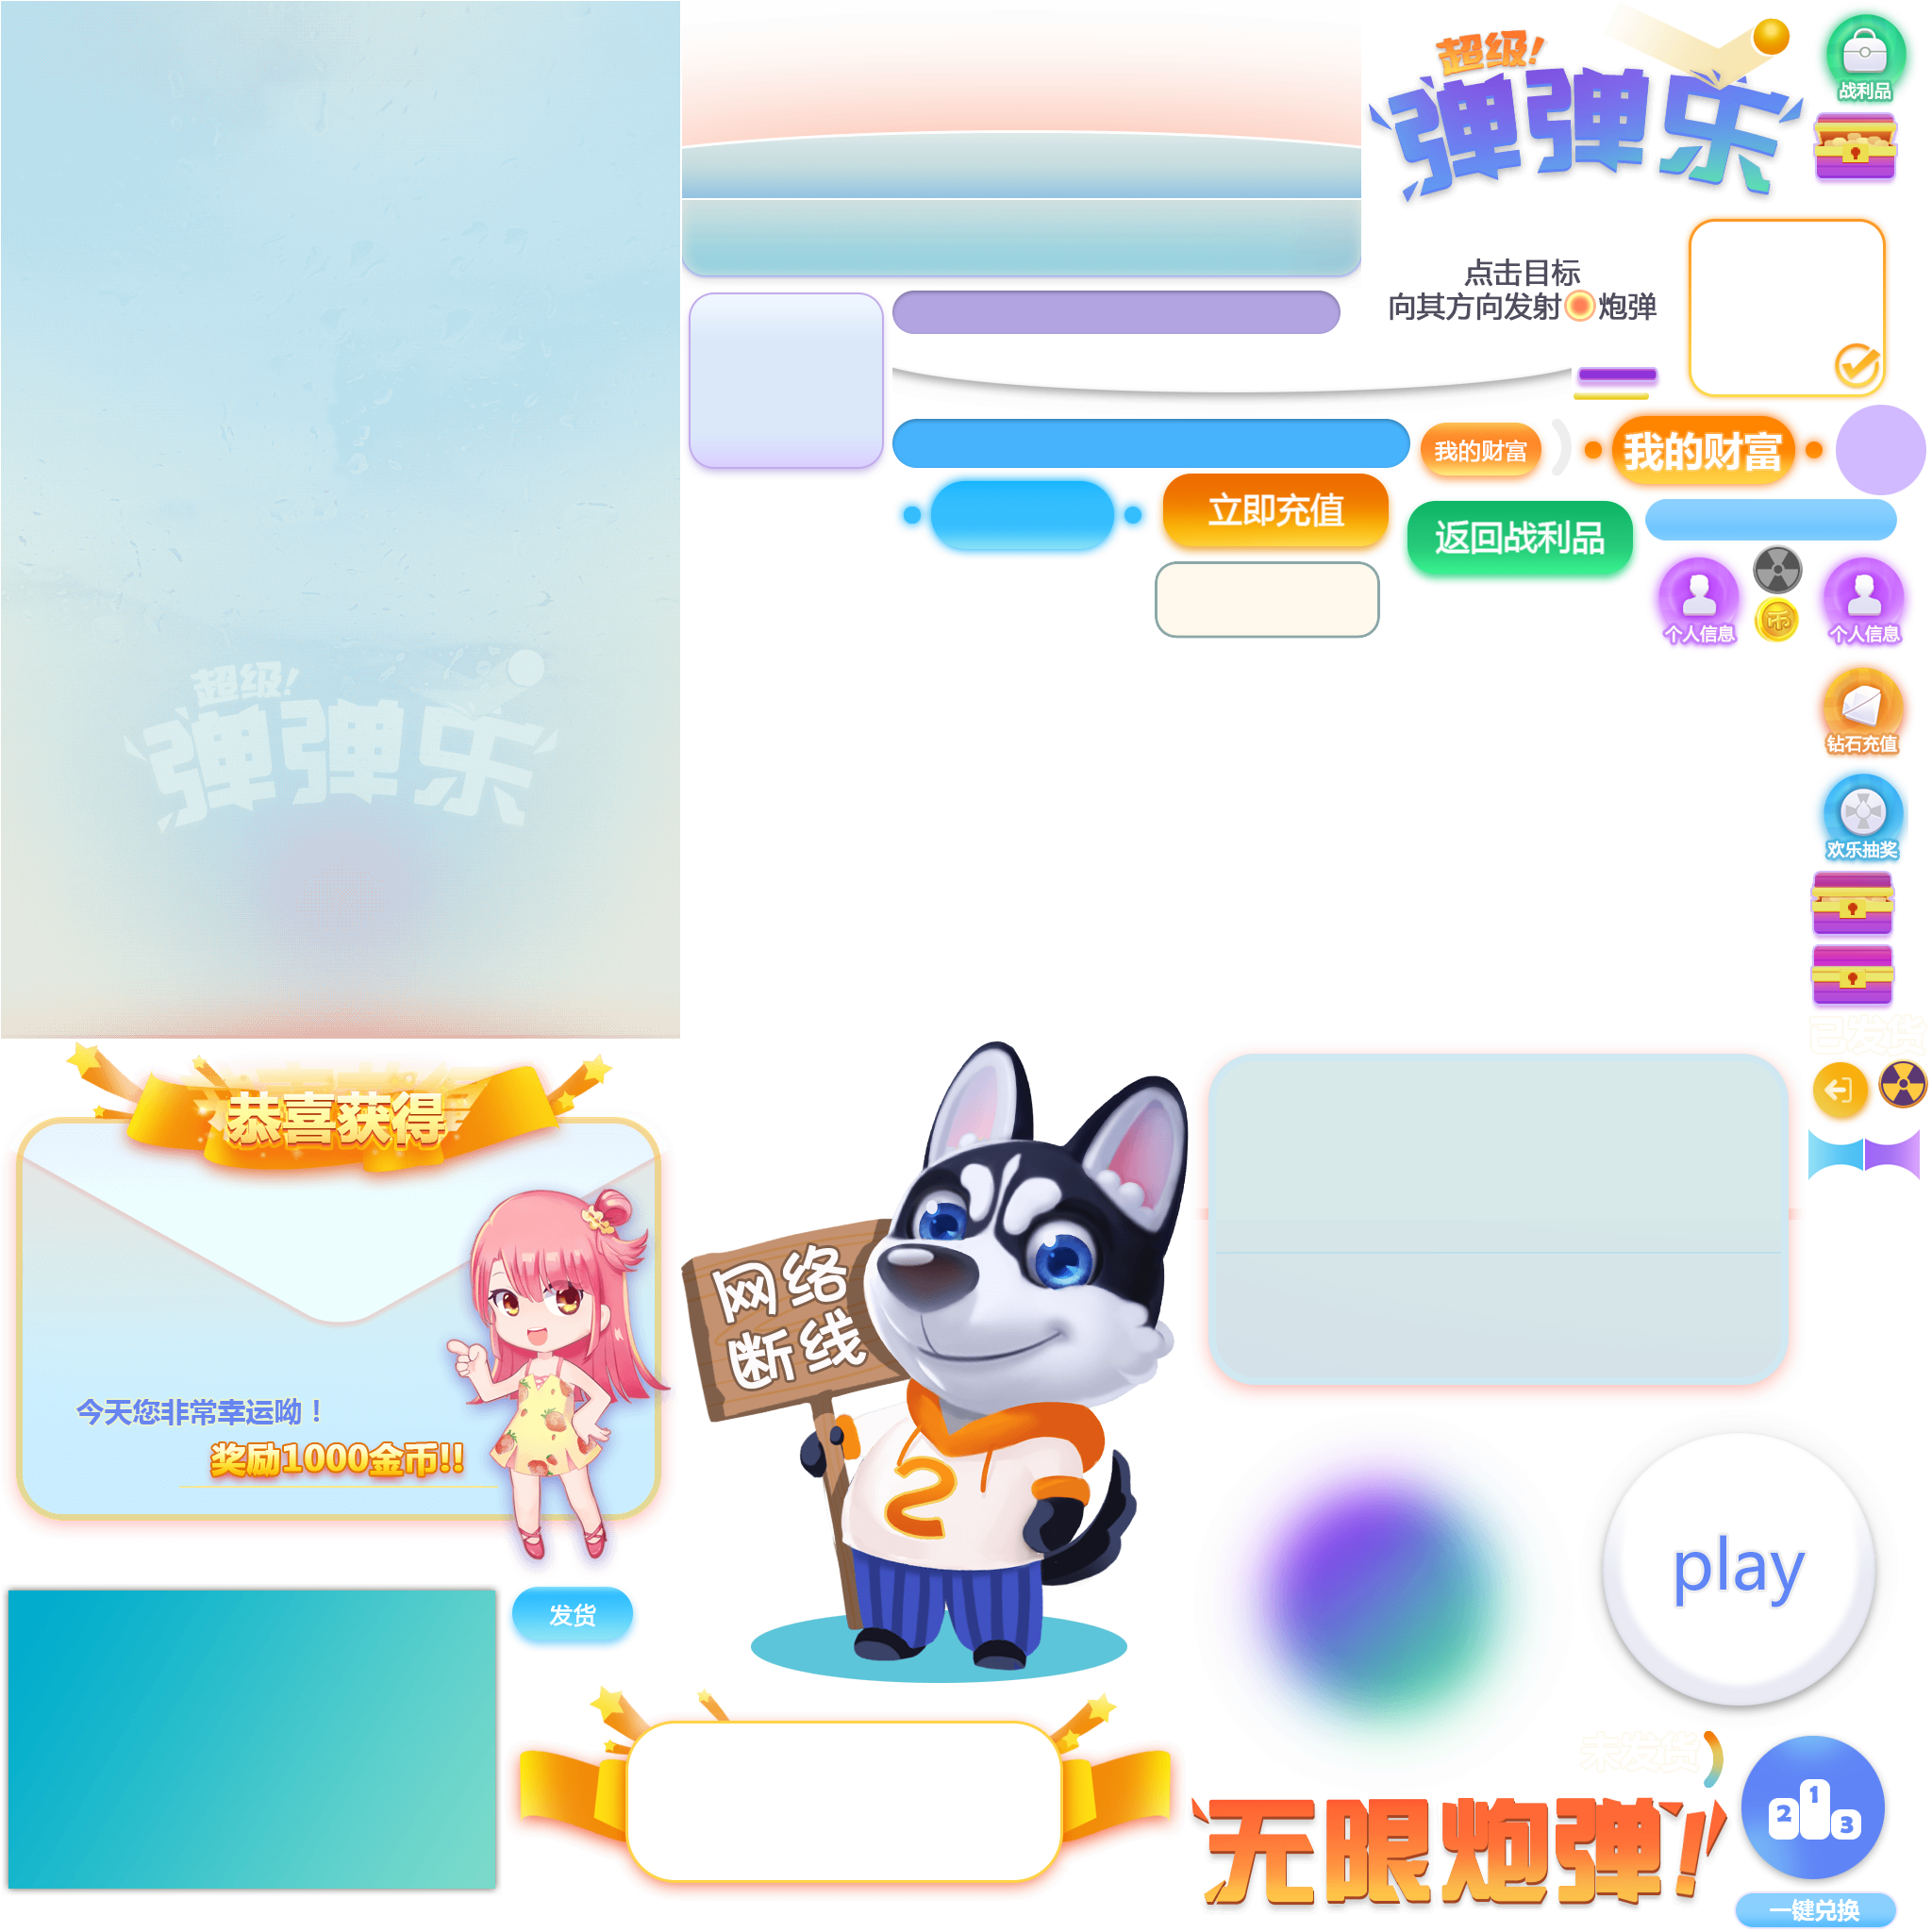 超级!
弹弹乐
战利品
点击目标
向其方向发射炮弹
我的财富
我的财富
立即充值
返回战利品
个人信息
币
个人信息
超级!
弹弹乐
钻石充值
欢乐抽奖
已发货
恭喜获得
网络
断线
今天您非常幸运呦！
奖励1000金币!!
2
play
发货
未发货
无限炮弹!
1
2
3
一键兑换